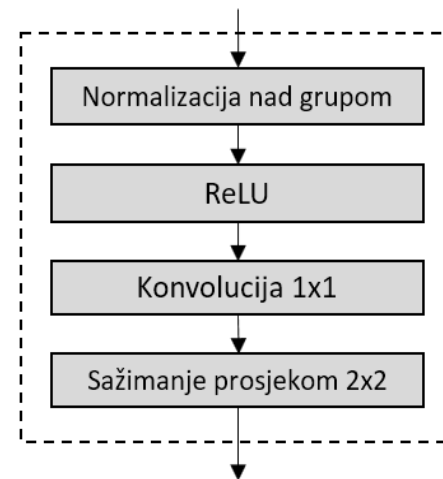 Normalizacija nad grupom
ReLU
Konvolucija 1x1
Sažimanje prosjekom 2x2